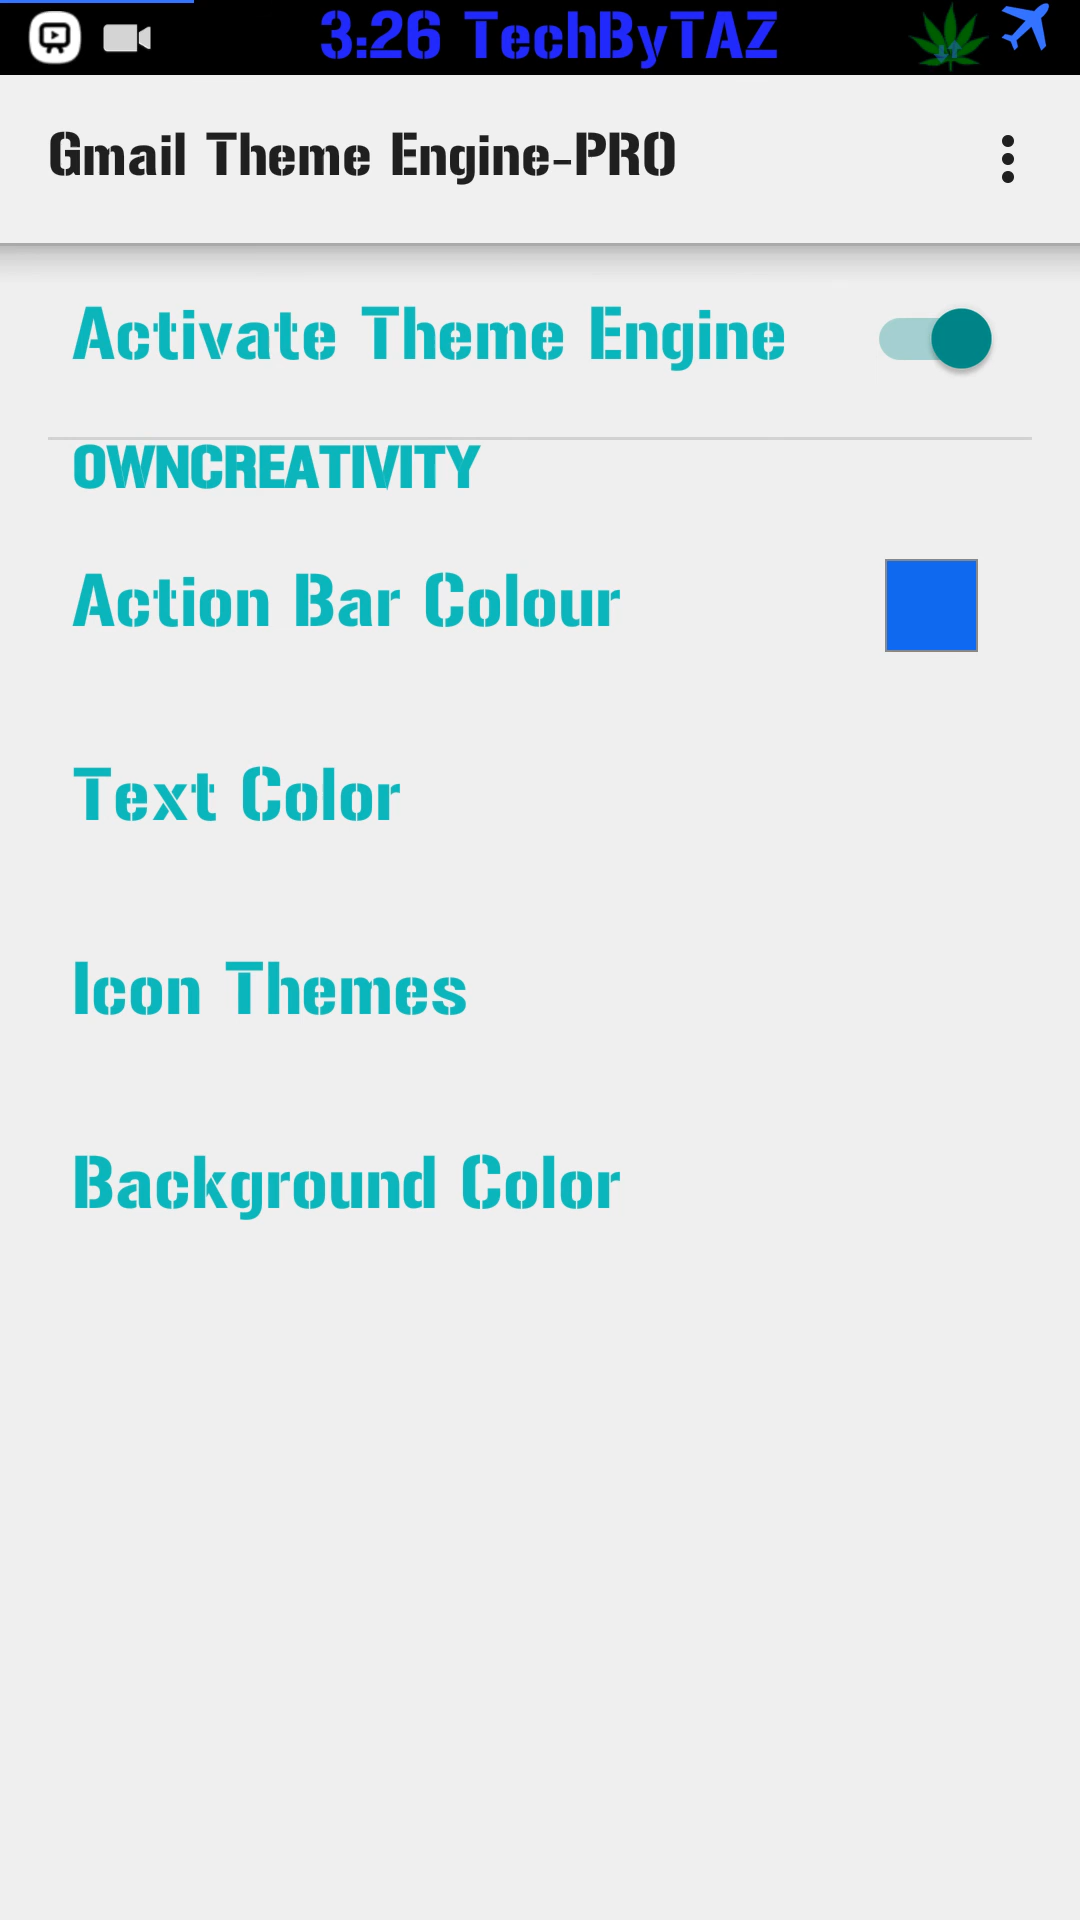 3:26 TechByTAZ
Gmail Theme Engine-PRO
Activate Theme Engine
OWNCREATIVITY
Action Bar Colour
Text Color
Icon Themes
Background Color